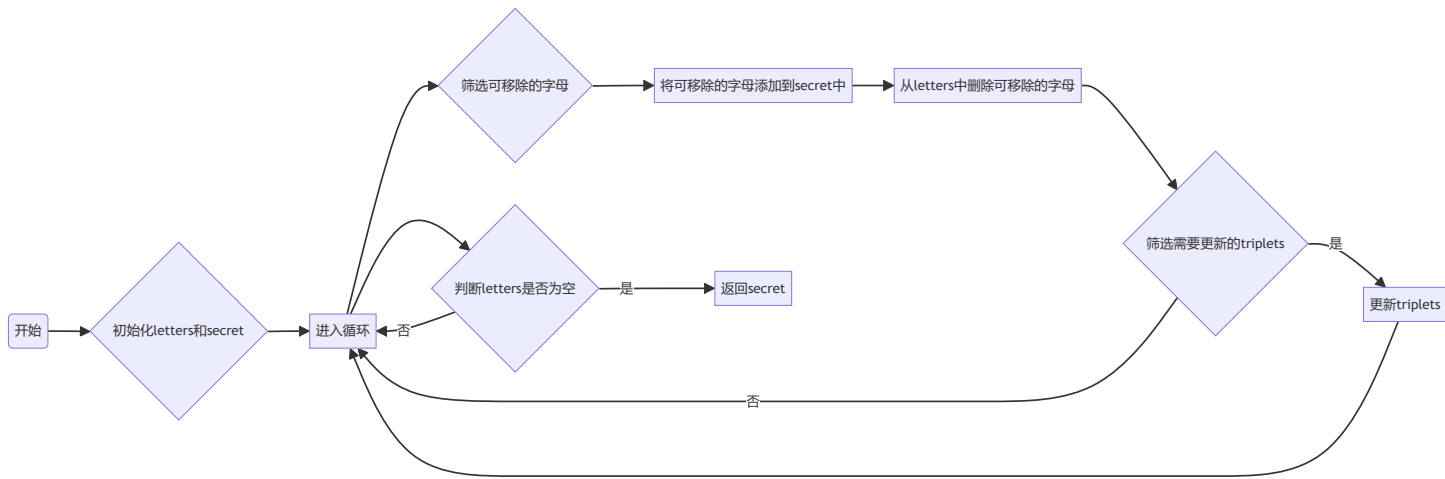 开始
初始化letters和secret
进入循环
筛选可移除的字母
将可移除的字母添加到secret中
从letters中删除可移除的字母
筛选需要更新的triplets
是
更新triplets
否
判断letters是否为空
是
返回secret
否